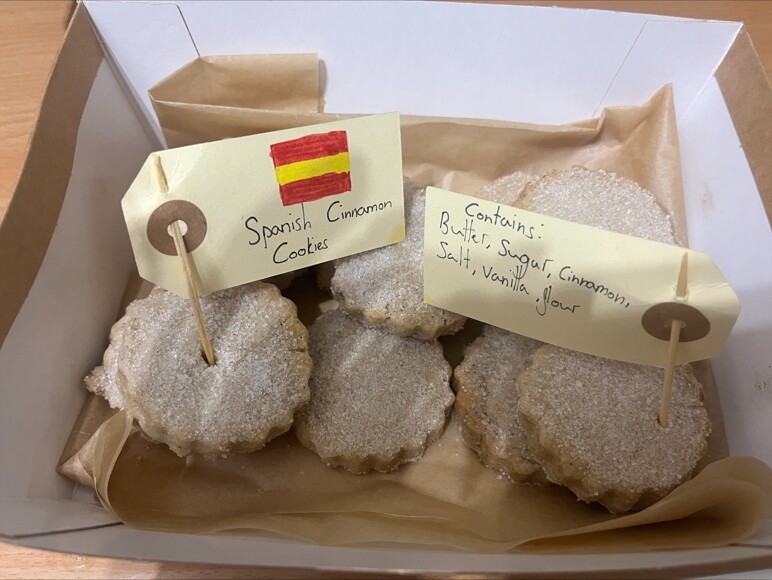 Spanish Cinnamon
Cookies
Contains:
Butter, Sugar, Cinnamon,
Salt, vanilla, flour